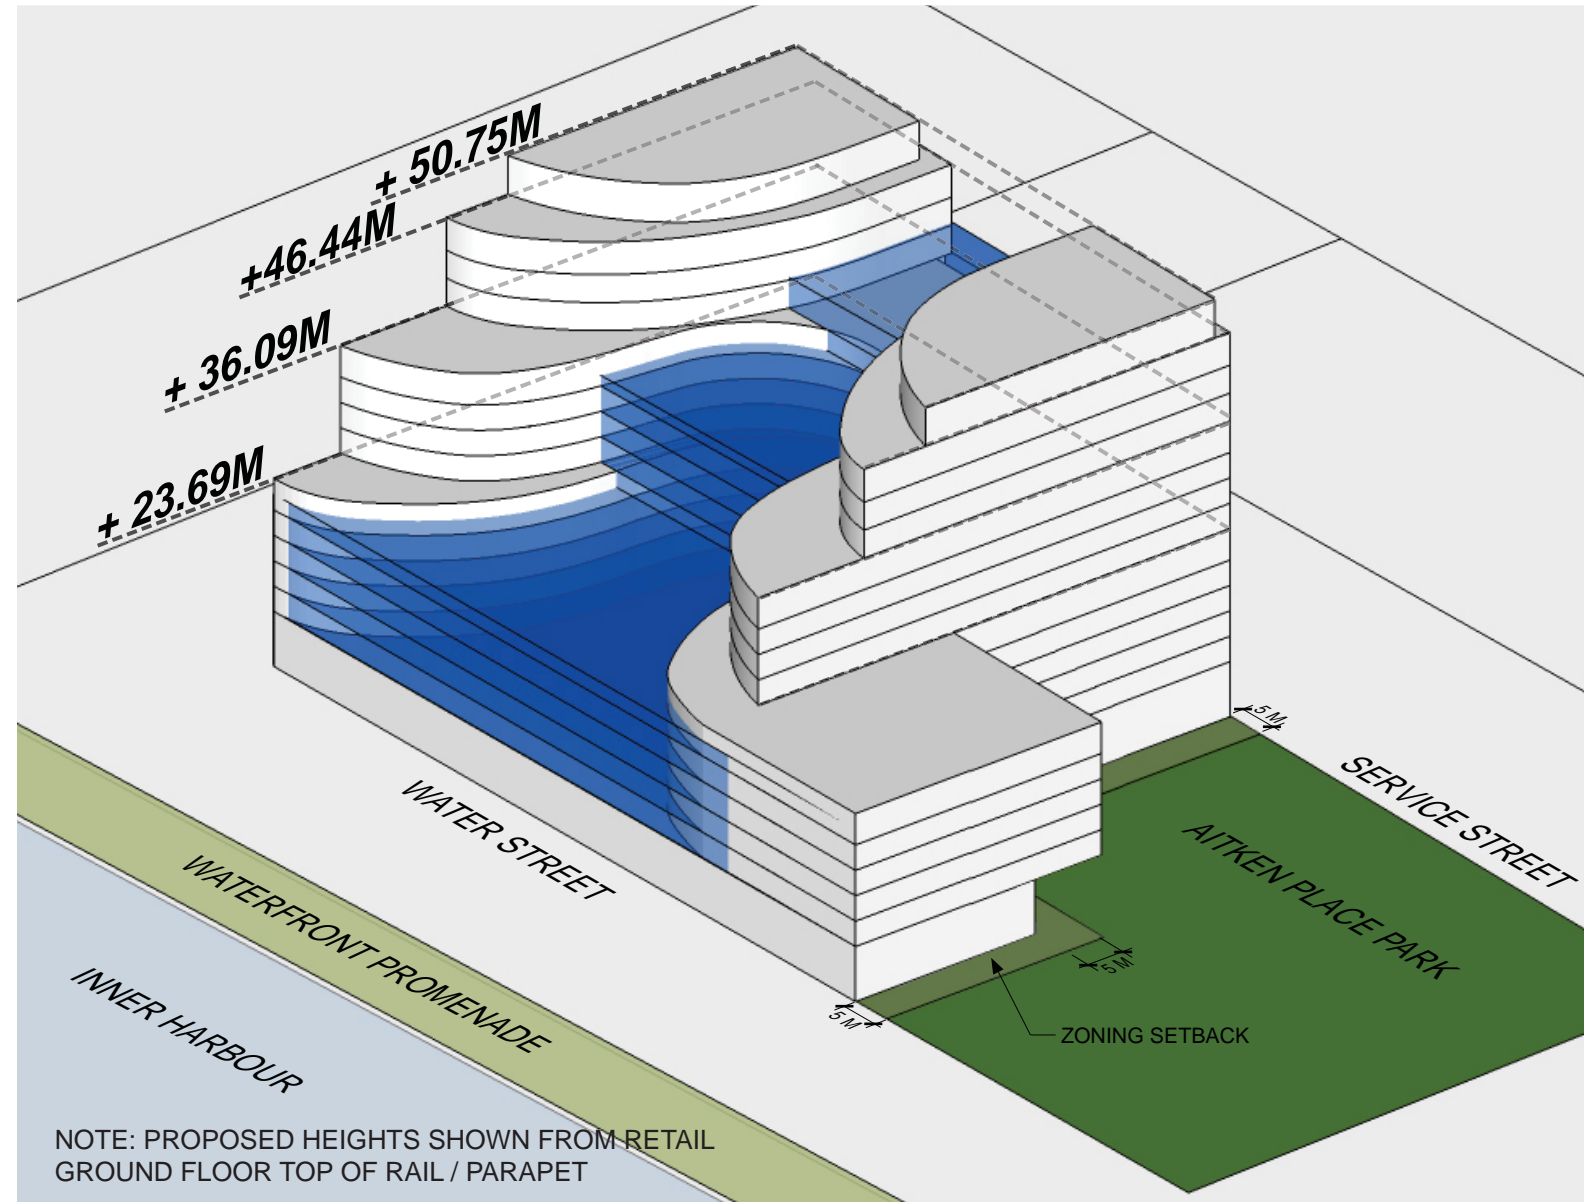 + 50.75M
+46.44M
+ 36.09M
+ 23.69M
5 M
SERVICE STREET
AITKEN PLACE PARK
WATER STREET
WATERFRONT PROMENADE
INNER HARBOUR
5 M
5 M
ZONING SETBACK
NOTE: PROPOSED HEIGHTS SHOWN FROM RETAIL
GROUND FLOOR TOP OF RAIL / PARAPET